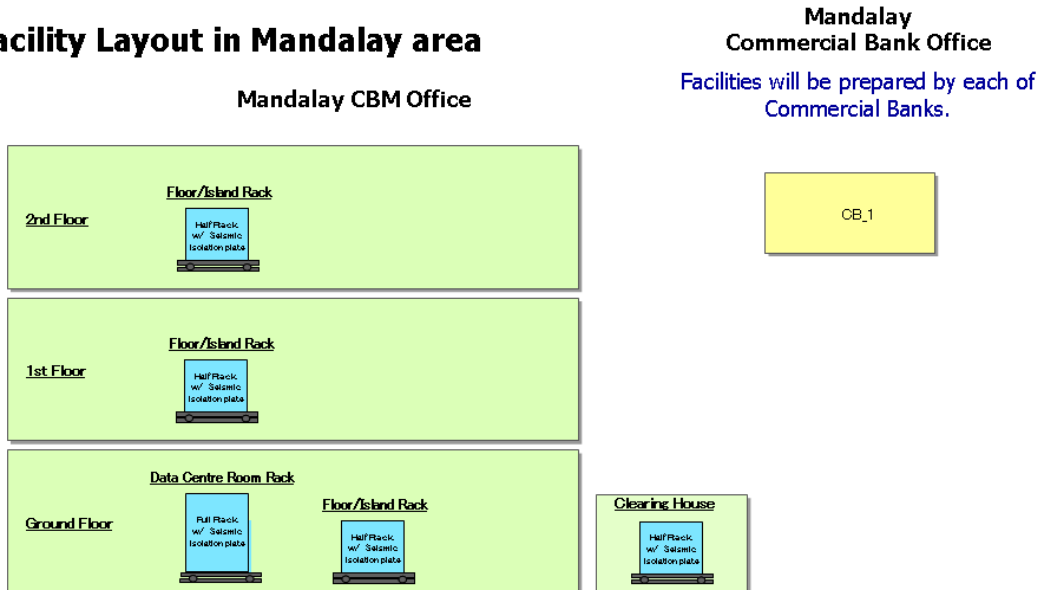 acility Layout in Mandalay area
Mandalay
Commercial Bank Office
Facilities will be prepared by each of
Commercial Banks.
Mandalay CBM Office
Floor/Island Rack
2nd Floor
Half Rack
w/ Seismic
Isolation plate
CB_1
Floor/Island Rack
1st Floor
Half Rack
w/ Seismic
Isolation plate
Data Centre Room Rack
Ground Floor
Full Rack
w/ Seismic
Isolation plate
Floor/Island Rack
Half Rack
w/ Seismic
Isolation plate
Clearing House
Half Rack
w/ Seismic
Isolation plate